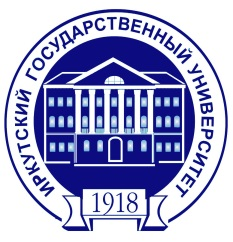 ИРКУТСКИЙ ГОСУДАРСТВЕННЫЙ УНИВЕРСИТЕТ
1918